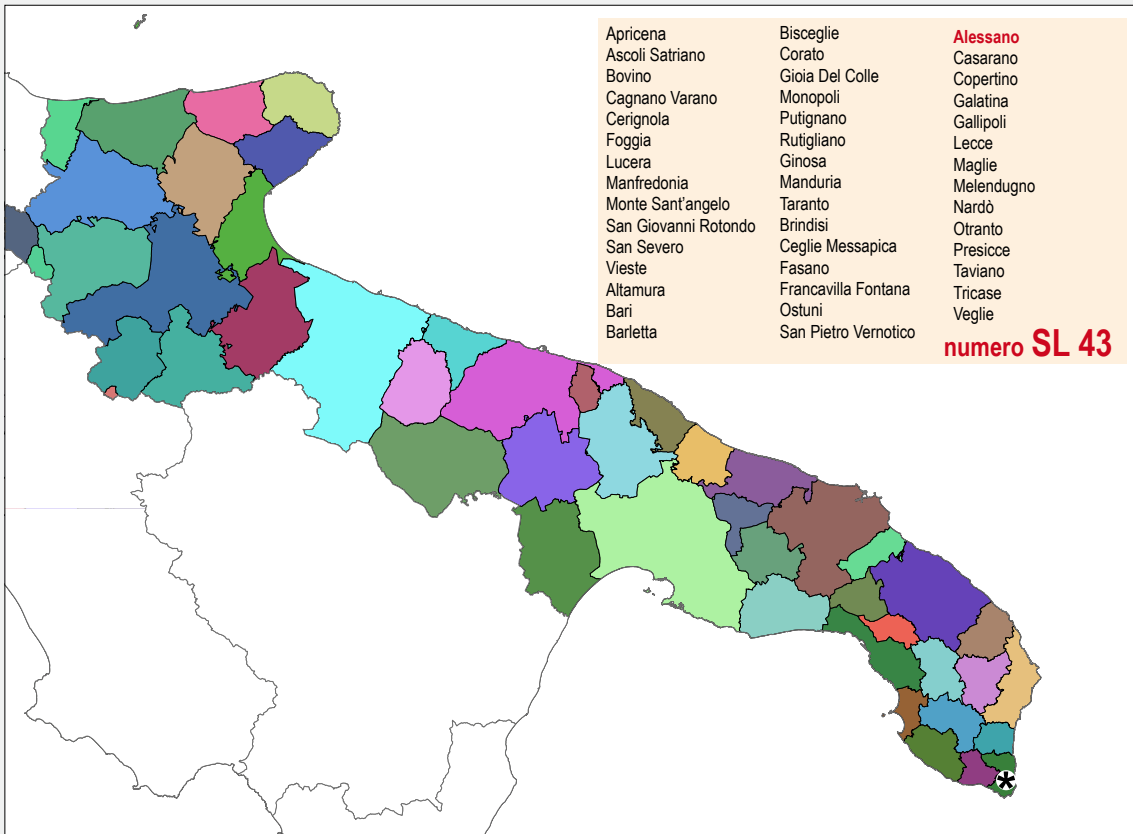 Apricena
Ascoli Satriano
Bovino
Cagnano Varano
Cerignola
Foggia
Lucera
Manfredonia
Monte Sant'angelo
San Giovanni Rotondo
San Severo
Vieste
Altamura
Bari
Barletta
Bisceglie
Corato
Gioia Del Colle
Monopoli
Putignano
Rutigliano
Ginosa
Manduria
Taranto
Brindisi
Ceglie Messapica
Fasano
Francavilla Fontana
Ostuni
San Pietro Vernotico
Alessano
Casarano
Copertino
Galatina
Gallipoli
Lecce
Maglie
Melendugno
Nardò
Otranto
Presicce
Taviano
Tricase
Veglie
numero SL 43
*